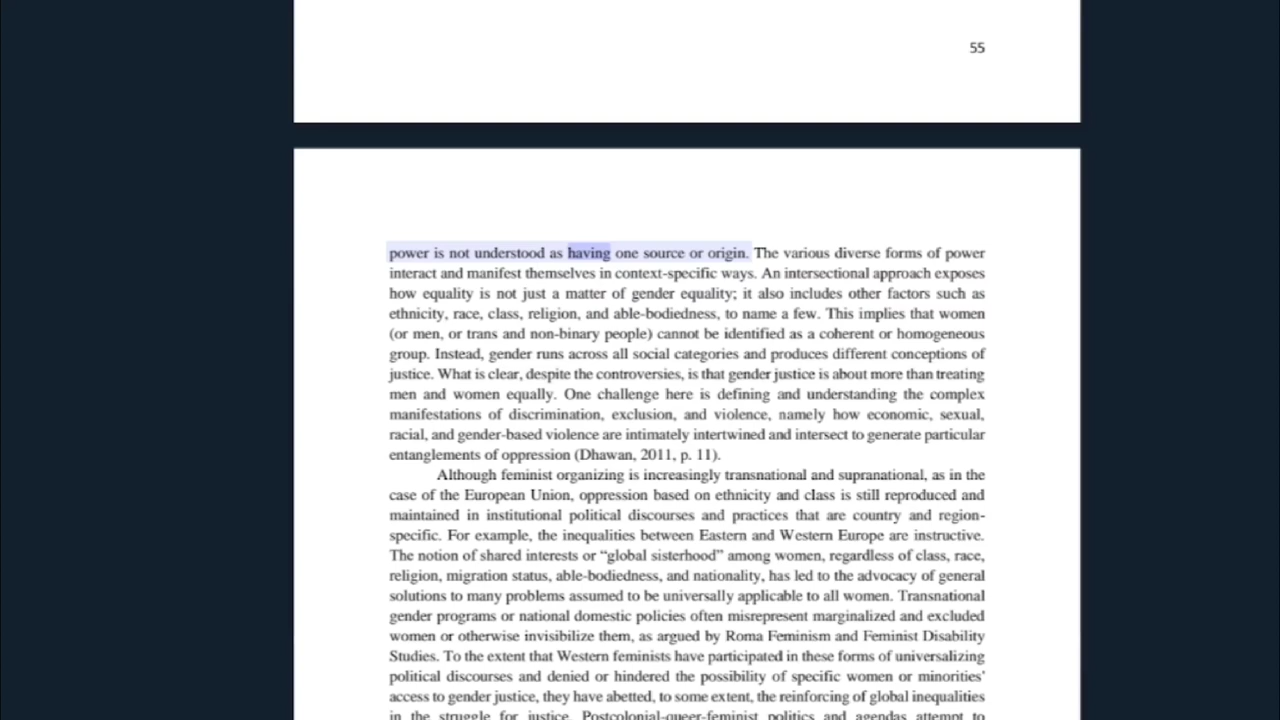 55
power is not understood as having one source or origin. The various diverse forms of power
interact and manifest themselves in context-specific ways. An intersectional approach exposes
how equality is not just a matter of gender equality; it also includes other factors such as
ethnicity, race, class, religion, and able-bodiedness, to name a few. This implies that women
(or men, or trans and non-binary people) cannot be identified as a coherent or homogeneous
group. Instead, gender runs across all social categories and produces different conceptions of
justice. What is clear, despite the controversies, is that gender justice is about more than treating
men and women equally. One challenge here is defining and understanding the complex
manifestations of discrimination, exclusion, and violence, namely how economic, sexual,
racial, and gender-based violence are intimately intertwined and intersect to generate particular
entanglements of oppression (Dhawan, 2011, p. 11).
Although feminist organizing is increasingly transnational and supranational, as in the
case of the European Union, oppression based on ethnicity and class is still reproduced and
maintained in institutional political discourses and practices that are country and region-
specific. For example, the inequalities between Eastern and Western Europe are instructive.
The notion of shared interests or “global sisterhood” among women, regardless of class, race,
religion, migration status, able-bodiedness, and nationality, has led to the advocacy of general
solutions to many problems assumed to be universally applicable to all women. Transnational
gender programs or national domestic policies often misrepresent marginalized and excluded
women or otherwise invisibilize them, as argued by Roma Feminism and Feminist Disability
Studies. To the extent that Western feminists have participated in these forms of universalizing
political discourses and denied or hindered the possibility of specific women or minorities’
access to gender justice, they have abetted, to some extent, the reinforcing of global inequalities
in the struggle for justice. Postcolonial-queer-feminist politics and agendas attempt to